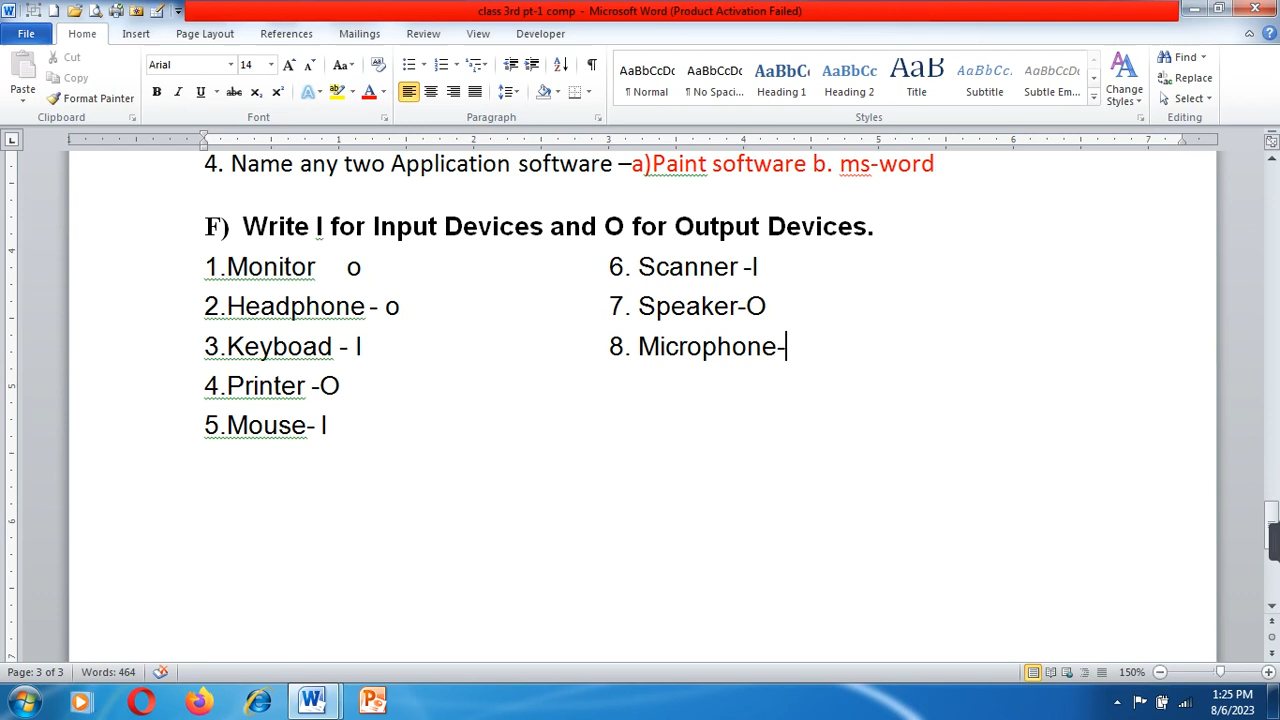 class 3rd pt-1 comp - Microsoft Word (Product Activation Failed)
File Home Insert Page Layout References Mailings Review View Developer
Paste
Cut
Copy
Format Painter
Clipboard
Arial 14
Font
Paragraph
AaBbCcDc AaBbCcDc AaBbCc AaBbCc AaB AaBbCcI AaBbCcDc
¶ Normal ¶ No Spaci... Heading 1 Heading 2 Title Subtitle Subtle Em...
Change Styles
Styles
Find
Replace
Select
Editing
4. Name any two Application software –a)Paint software b. ms-word
F) Write I for Input Devices and O for Output Devices.
1.Monitor o
6. Scanner -I
2.Headphone - o
7. Speaker-O
3.Keyboad - I
8. Microphone-
4.Printer -O
5.Mouse- I
Page: 3 of 3 Words: 464 150%
1:25 PM
8/6/2023